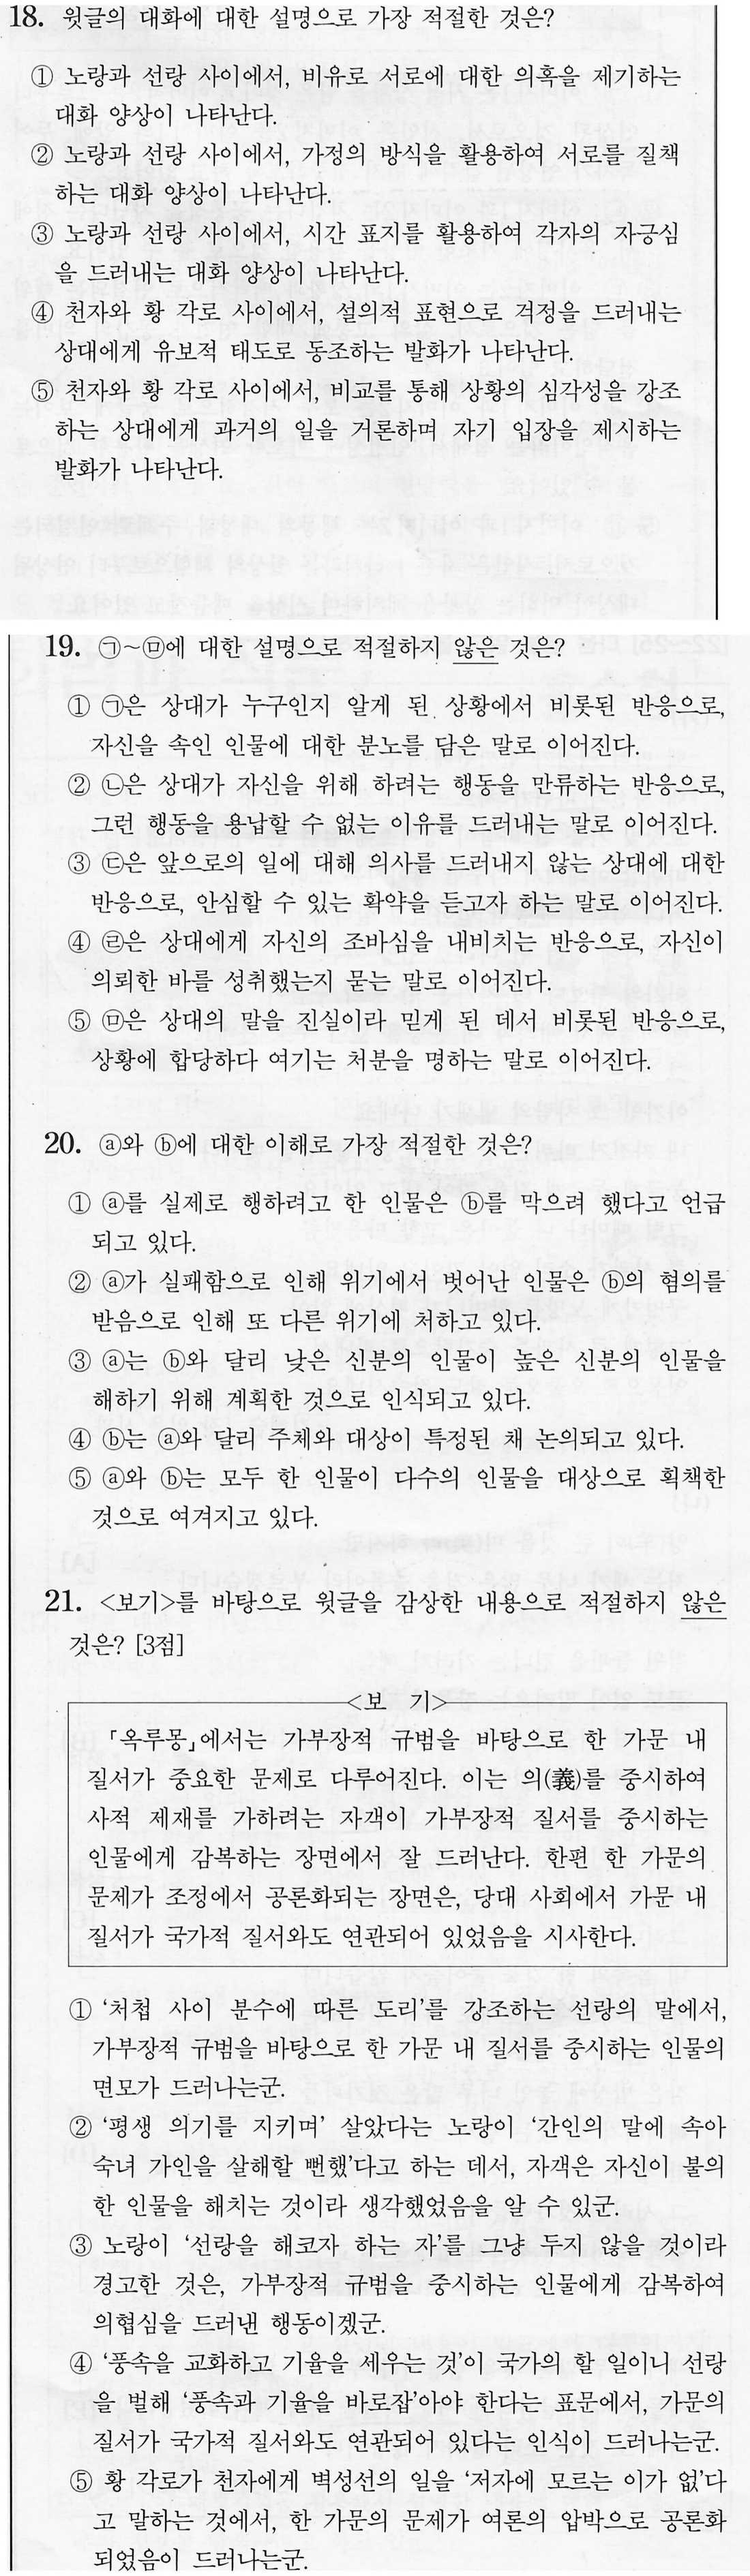 18. 윗글의 대화에 대한 설명으로 가장 적절한 것은?
① 노랑과 선랑 사이에서, 비유로 서로에 대한 의혹을 제기하는
대화 양상이 나타난다.
② 노랑과 선랑 사이에서, 가정의 방식을 활용하여 서로를 질책
하는 대화 양상이 나타난다.
③ 노랑과 선랑 사이에서, 시간 표지를 활용하여 각자의 자긍심
을 드러내는 대화 양상이 나타난다.
④ 천자와 황 각로 사이에서, 설의적 표현으로 걱정을 드러내는
상대에게 유보적 태도로 동조하는 발화가 나타난다.
⑤ 천자와 황 각로 사이에서, 비교를 통해 상황의 심각성을 강조
하는 상대에게 과거의 일을 거론하며 자기 입장을 제시하는
발화가 나타난다.
19. ㉠~㉤에 대한 설명으로 적절하지 않은 것은?
① ㉠은 상대가 누구인지 알게 된 상황에서 비롯된 반응으로,
자신을 속인 인물에 대한 분노를 담은 말로 이어진다.
② ㉡은 상대가 자신을 위해 하려는 행동을 만류하는 반응으로,
그런 행동을 용납할 수 없는 이유를 드러내는 말로 이어진다.
③ ㉢은 앞으로의 일에 대해 의사를 드러내지 않는 상대에 대한
반응으로, 안심할 수 있는 확약을 듣고자 하는 말로 이어진다.
④ ㉣은 상대에게 자신의 조바심을 내비치는 반응으로, 자신이
의뢰한 바를 성취했는지 묻는 말로 이어진다.
⑤ ㉤은 상대의 말을 진실이라 믿게 된 데서 비롯된 반응으로,
상황에 합당하다 여기는 처분을 명하는 말로 이어진다.
20. ⓐ와 ⓑ에 대한 이해로 가장 적절한 것은?
① ⓐ를 실제로 행하려고 한 인물은 ⓑ를 막으려 했다고 언급
되고 있다.
② ⓐ가 실패함으로 인해 위기에서 벗어난 인물은 ⓑ의 혐의를
받음으로 인해 또 다른 위기에 처하고 있다.
③ ⓐ는 ⓑ와 달리 낮은 신분의 인물이 높은 신분의 인물을
해하기 위해 계획한 것으로 인식되고 있다.
④ ⓑ는 ⓐ와 달리 주체와 대상이 특정된 채 논의되고 있다.
⑤ ⓐ와 ⓑ는 모두 한 인물이 다수의 인물을 대상으로 획책한
것으로 여겨지고 있다.
21. <보기>를 바탕으로 윗글을 감상한 내용으로 적절하지 않은
것은? [3점]
<보 기>
「옥루몽」에서는 가부장적 규범을 바탕으로 한 가문 내
질서가 중요한 문제로 다루어진다. 이는 의(義)를 중시하여
사적 제재를 가하려는 자객이 가부장적 질서를 중시하는
인물에게 감복하는 장면에서 잘 드러난다. 한편 한 가문의
문제가 조정에서 공론화되는 장면은, 당대 사회에서 가문 내
질서가 국가적 질서와도 연관되어 있었음을 시사한다.
① ‘처첩 사이 분수에 따른 도리’를 강조하는 선랑의 말에서,
가부장적 규범을 바탕으로 한 가문 내 질서를 중시하는 인물의
면모가 드러나는군.
② ‘평생 의기를 지키며’ 살았다는 노랑이 ‘간인의 말에 속아
숙녀 가인을 살해할 뻔했’다고 하는 데서, 자객은 자신이 불의
한 인물을 해치는 것이라 생각했었음을 알 수 있군.
③ 노랑이 ‘선랑을 해코자 하는 자’를 그냥 두지 않을 것이라
경고한 것은, 가부장적 규범을 중시하는 인물에게 감복하여
의협심을 드러낸 행동이겠군.
④ ‘풍속을 교화하고 기율을 세우는 것’이 국가의 할 일이니 선랑
을 벌해 ‘풍속과 기율을 바로잡’아야 한다는 표문에서, 가문의
질서가 국가적 질서와도 연관되어 있다는 인식이 드러나는군.
⑤ 황 각로가 천자에게 벽성선의 일을 ‘저자에 모르는 이가 없’다
고 말하는 것에서, 한 가문의 문제가 여론의 압박으로 공론화
되었음이 드러나는군.